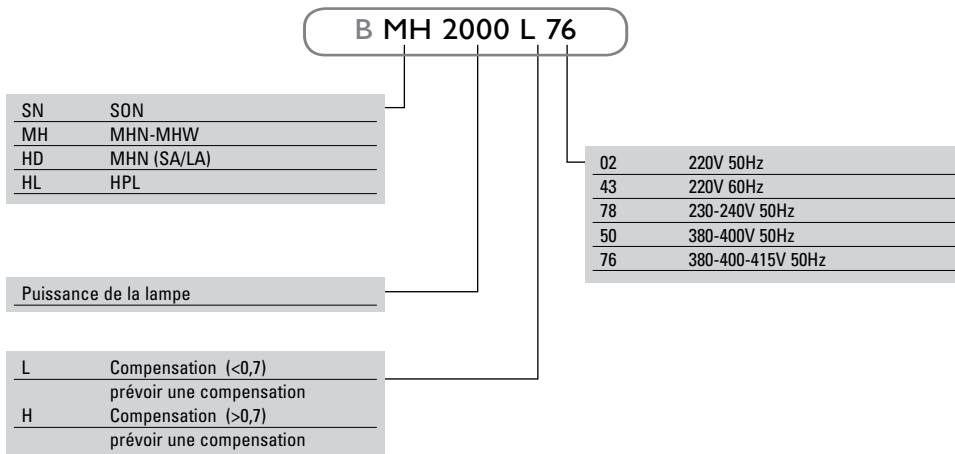 B MH 2000 L 76
SN SON
MH MHN-MHW
HD MHN (SA/LA)
HL HPL
02 220V 50Hz
43 220V 60Hz
78 230-240V 50Hz
50 380-400V 50Hz
76 380-400-415V 50Hz
Puissance de la lampe
L Compensation (<0,7)
prévoir une compensation
H Compensation (>0,7)
prévoir une compensation